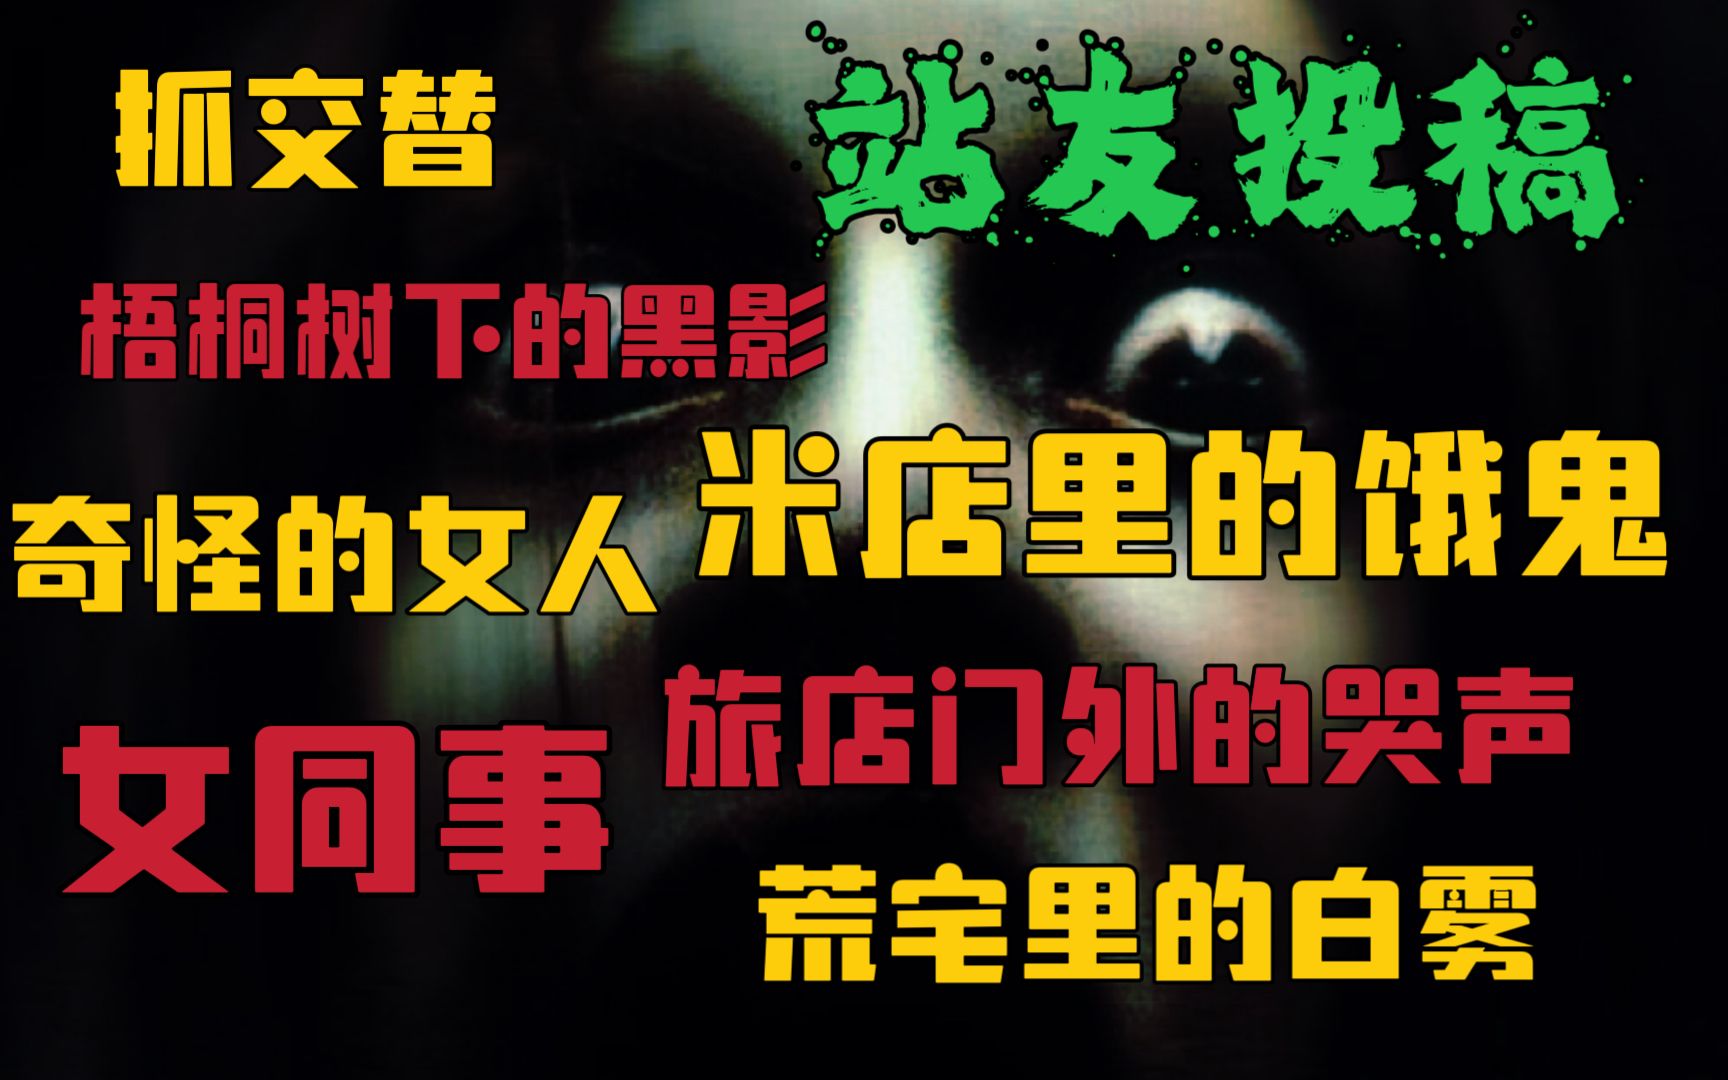 抓交替
站友投稿
梧桐树下的黑影
米店里的饿鬼
奇怪的女人
旅店门外的哭声
女同事
荒宅里的白雾